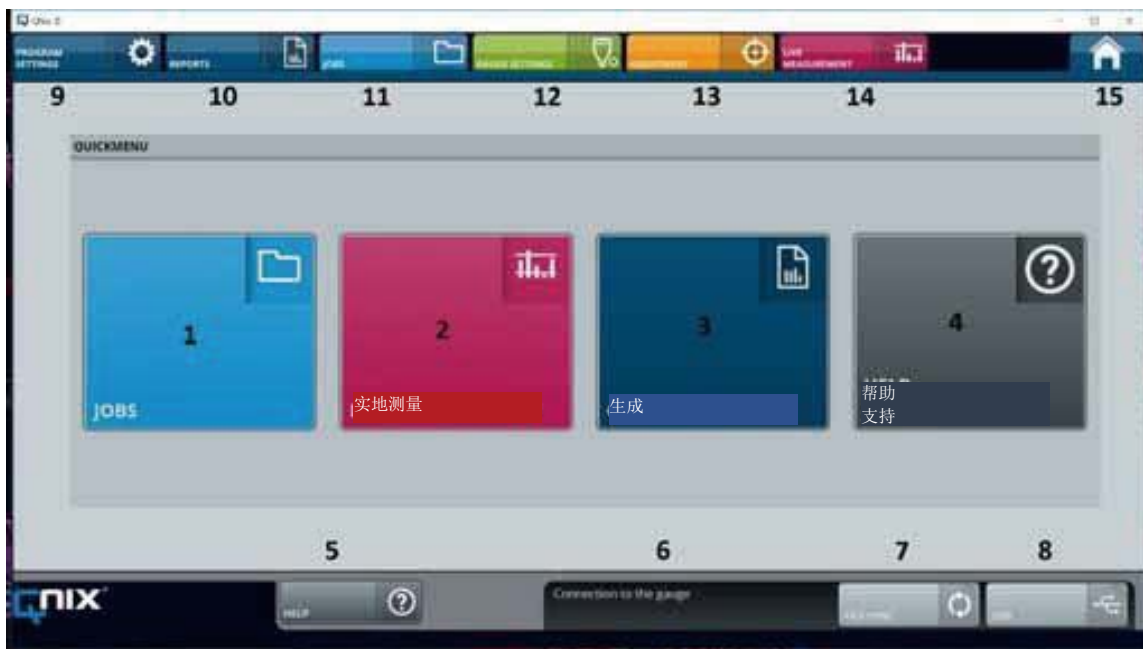 PROGRAM
SETTINGS
REPORTS
JOBS
LIVE
MEASUREMENT
9 10 11 12 13 14 15
QUICKMENU
1 2 3 4
JOBS
实地测量
生成
帮助
支持
5 6 7 8
QNIX
HELP
Connection to the gauge